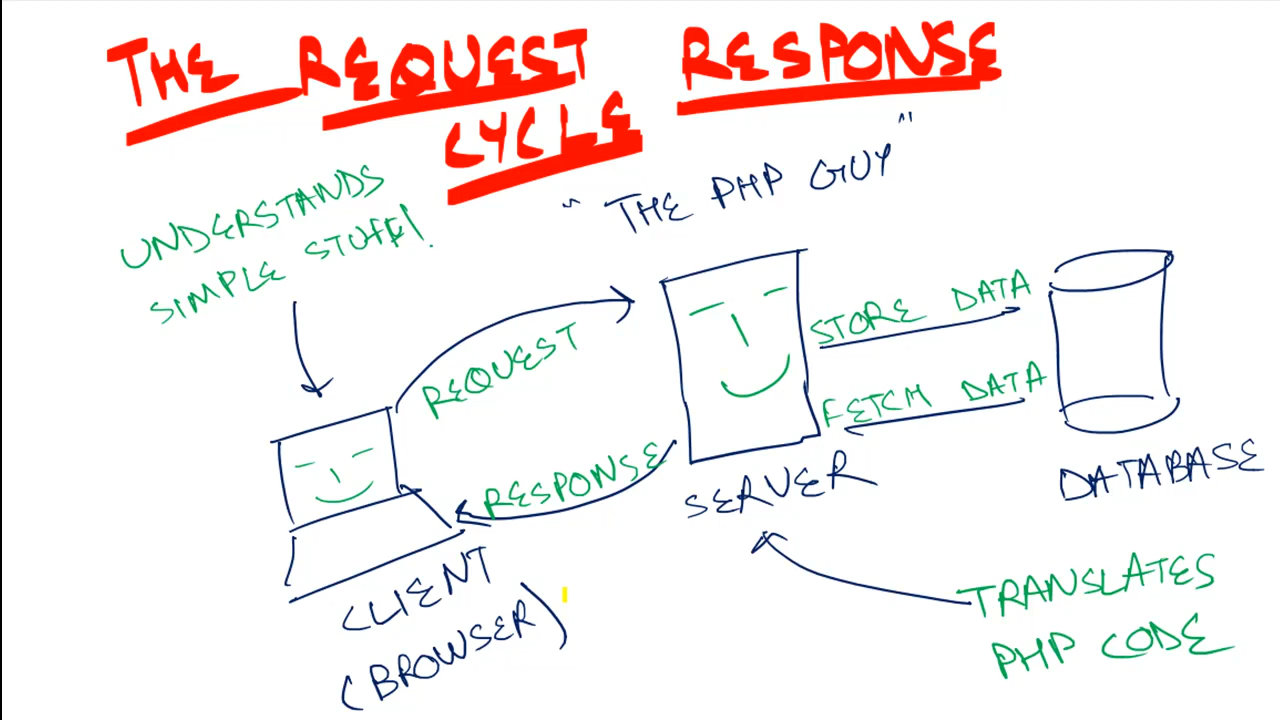 THE REQUEST RESPONSE
CYCLE
UNDERSTANDS
SIMPLE STUFF!
" THE PHP GUY "
REQUEST
RESPONSE
STORE DATA
FETCH DATA
SERVER
DATABASE
CLIENT
(BROWSER)
TRANSLATES
PHP CODE